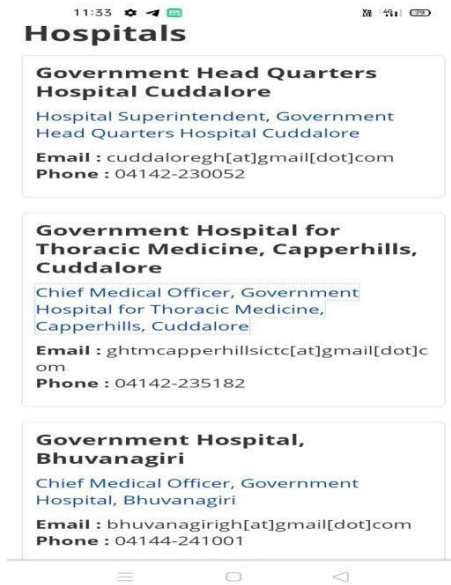 11:33
79
Hospitals
Government Head Quarters
Hospital Cuddalore
Hospital Superintendent, Government
Head Quarters Hospital Cuddalore
Email : cuddaloregh[at]gmail[dot]com
Phone : 04142-230052
Government Hospital for
Thoracic Medicine, Capperhills,
Cuddalore
Chief Medical Officer, Government
Hospital for Thoracic Medicine,
Capperhills, Cuddalore
Email : ghtmcapperhillsictc[at]gmail[dot]c
om
Phone : 04142-235182
Government Hospital,
Bhuvanagiri
Chief Medical Officer, Government
Hospital, Bhuvanagiri
Email : bhuvanagirigh[at]gmail[dot]com
Phone : 04144-241001